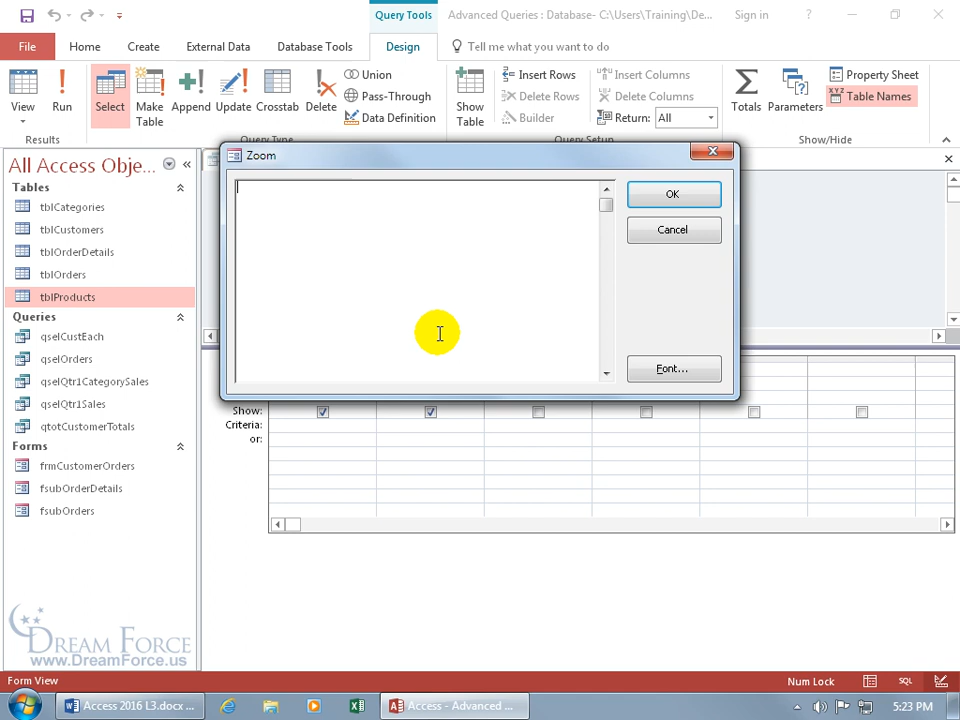 Query Tools
Advanced Queries : Database- C:\Users\Training\De...
Sign in
?
File
Home
Create
External Data
Database Tools
Design
Tell me what you want to do
View
Run
Select
Make Table
Append
Update
Crosstab
Delete
Union
Pass-Through
Data Definition
Show Table
Insert Rows
Delete Rows
Builder
Insert Columns
Delete Columns
Return: All
Totals
Parameters
Property Sheet
XYZ
Table Names
Results
Query Type
Query Setup
Show/Hide
All Access Obje...
Tables
tblCategories
tblCustomers
tblOrderDetails
tblOrders
tblProducts
Queries
qselCustEach
qselOrders
qselQtr1CategorySales
qselQtr1Sales
qtotCustomerTotals
Forms
frmCustomerOrders
fsubOrderDetails
fsubOrders
Zoom
OK
Cancel
Font...
Show:
Criteria:
or:
DREAM FORCE
www.DreamForce.us
Form View
Num Lock
SQL
Access 2016 L3.docx ...
Access - Advanced ...
5:23 PM